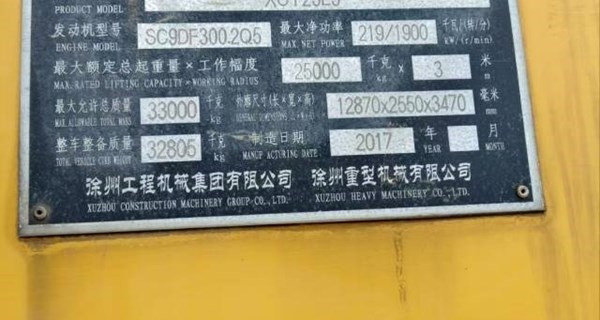 PRODUCT MODEL XCT25L5
发动机型号 SC9DF300.2Q5 最大净功率 219/1900 千瓦/(转/分)
ENGINE MODEL MAX. NET POWER kW/(r/min)
最大额定总起重量×工作幅度 25000 千克 × 3 米
MAX.RATED LIFTING CAPACITY×WORKING RADIUS kg m
最大允许总质量 33000 千克 外廓尺寸(长×宽×高) 12870x2550x3470 毫米
MAX.ALLOWABLE TOTAL MASS kg mm
整车整备质量 32805 千克 制造日期 2017 年 月
TOTAL VEHICLE CURB WEIGHT kg MANUFACTURING DATE YEAR MONTH
徐州工程机械集团有限公司 徐州重型机械有限公司
XUZHOU CONSTRUCTION MACHINERY GROUP CO.,LTD. XUZHOU HEAVY MACHINERY CO.,LTD.